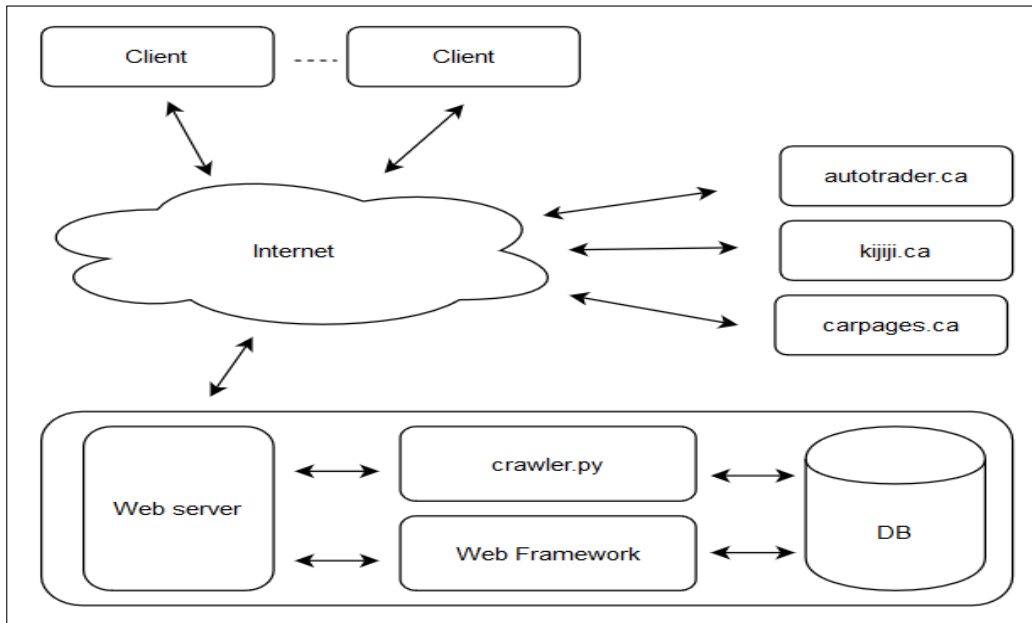 Client
Client
autotrader.ca
Internet
kijiji.ca
carpages.ca
crawler.py
Web server
DB
Web Framework